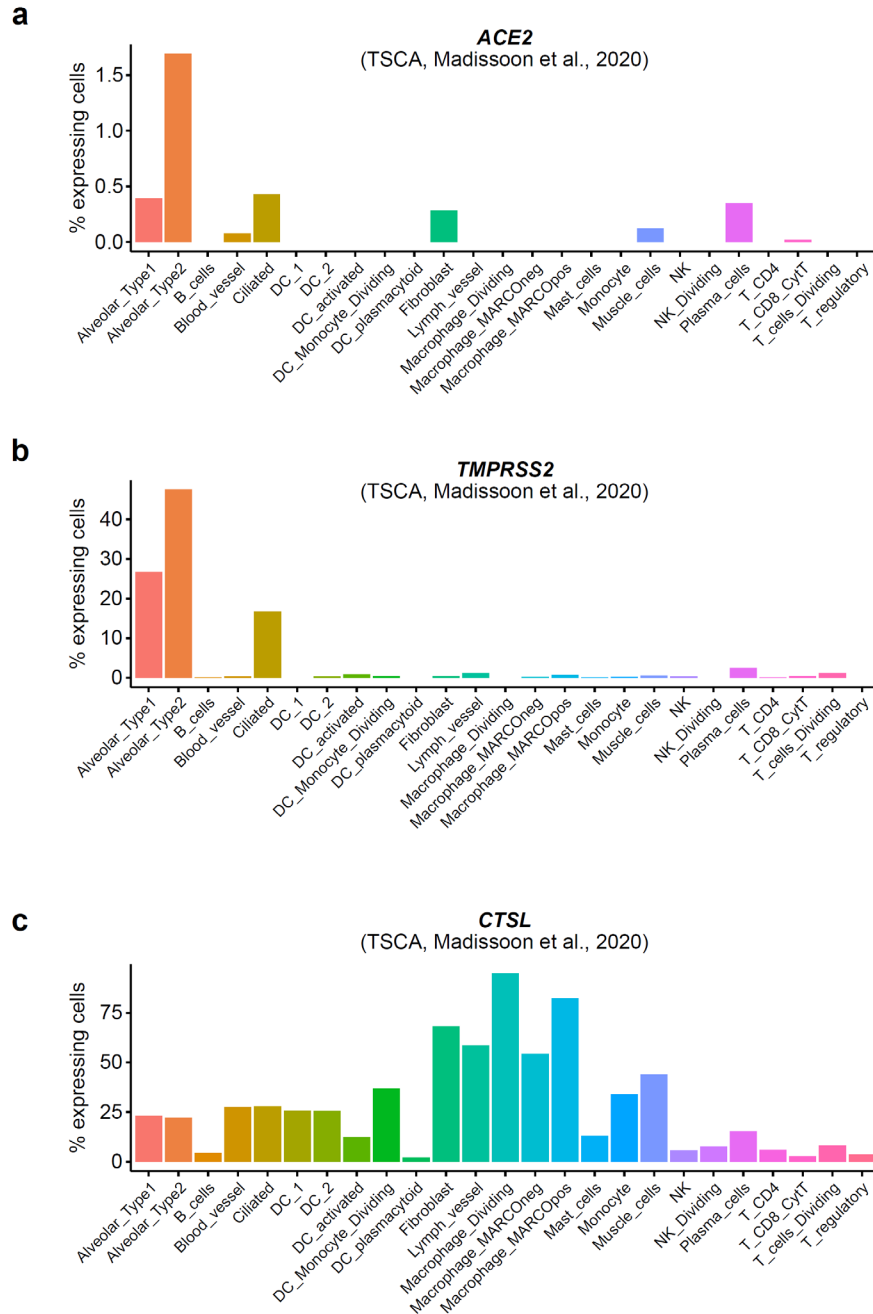 a
ACE2
(TSCA, Madissoon et al., 2020)
% expressing cells
1.5
1.0
0.5
0.0
Alveolar_Type1
Alveolar_Type2
B_cells
Blood_vessel
Ciliated
DC_1
DC_2
DC_activated
DC_Monocyte_Dividing
DC_plasmacytoid
Fibroblast
Lymph_vessel
Macrophage_Dividing
Macrophage_MARCOneg
Macrophage_MARCOpos
Mast_cells
Monocyte
Muscle_cells
NK
NK_Dividing
Plasma_cells
T_CD4
T_CD8_CytT
T_cells_Dividing
T_regulatory
b
TMPRSS2
(TSCA, Madissoon et al., 2020)
% expressing cells
40
30
20
10
0
Alveolar_Type1
Alveolar_Type2
B_cells
Blood_vessel
Ciliated
DC_1
DC_2
DC_activated
DC_Monocyte_Dividing
DC_plasmacytoid
Fibroblast
Lymph_vessel
Macrophage_Dividing
Macrophage_MARCOneg
Macrophage_MARCOpos
Mast_cells
Monocyte
Muscle_cells
NK
NK_Dividing
Plasma_cells
T_CD4
T_CD8_CytT
T_cells_Dividing
T_regulatory
c
CTSL
(TSCA, Madissoon et al., 2020)
% expressing cells
75
50
25
0
Alveolar_Type1
Alveolar_Type2
B_cells
Blood_vessel
Ciliated
DC_1
DC_2
DC_activated
DC_Monocyte_Dividing
DC_plasmacytoid
Fibroblast
Lymph_vessel
Macrophage_Dividing
Macrophage_MARCOneg
Macrophage_MARCOpos
Mast_cells
Monocyte
Muscle_cells
NK
NK_Dividing
Plasma_cells
T_CD4
T_CD8_CytT
T_cells_Dividing
T_regulatory